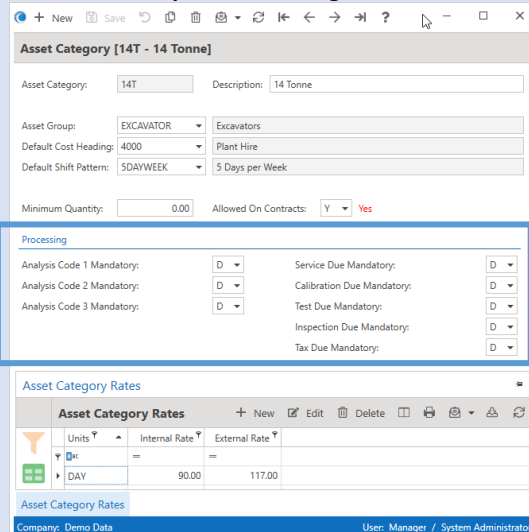 New Save ?
Asset Category [14T - 14 Tonne]
Asset Category: 14T Description: 14 Tonne
Asset Group: EXCAVATOR Excavators
Default Cost Heading: 4000 Plant Hire
Default Shift Pattern: 5DAYWEEK 5 Days per Week
Minimum Quantity: 0.00 Allowed On Contracts: Y Yes
Processing
Analysis Code 1 Mandatory: D Service Due Mandatory: D
Analysis Code 2 Mandatory: D Calibration Due Mandatory: D
Analysis Code 3 Mandatory: D Test Due Mandatory: D
Inspection Due Mandatory: D
Tax Due Mandatory: D
Asset Category Rates
Asset Category Rates New Edit Delete
Units Internal Rate External Rate
= =
DAY 90.00 117.00
Asset Category Rates
Company: Demo Data User: Manager / System Administrator